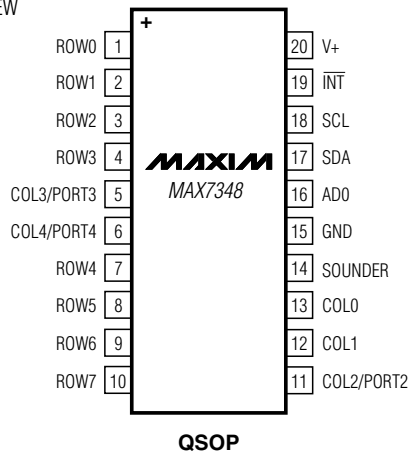 EW
+
ROW0 1 20 V+
ROW1 2 19 INT
ROW2 3 18 SCL
ROW3 4 MAXIM 17 SDA
COL3/PORT3 5 MAX7348 16 AD0
COL4/PORT4 6 15 GND
ROW4 7 14 SOUNDER
ROW5 8 13 COL0
ROW6 9 12 COL1
ROW7 10 11 COL2/PORT2
QSOP